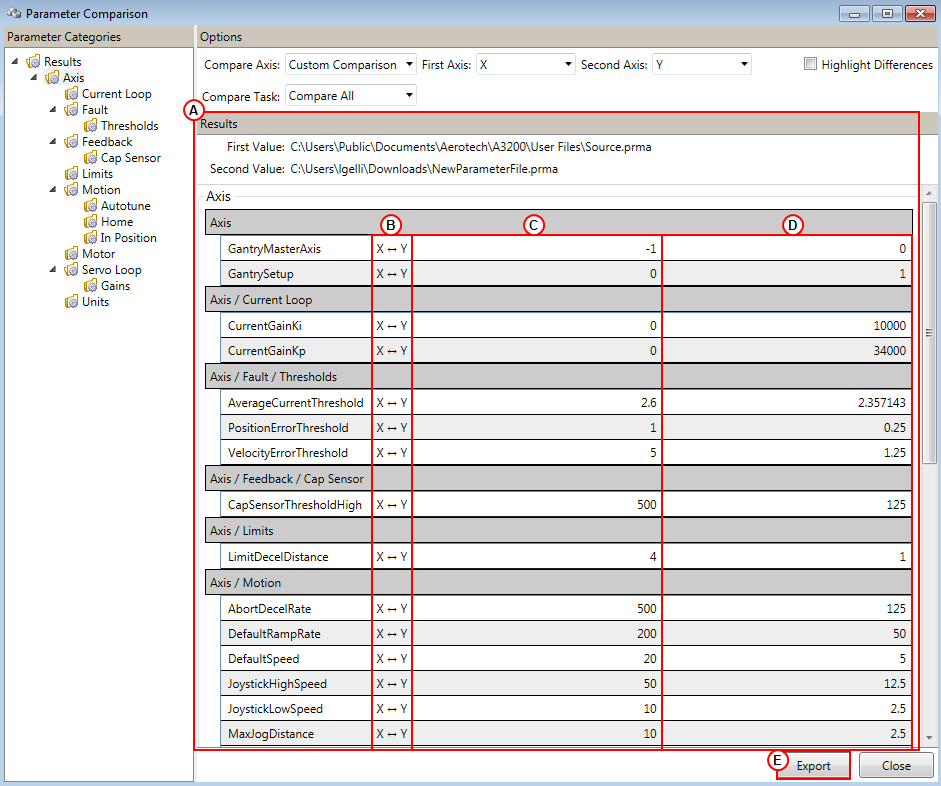 Parameter Comparison
Parameter Categories
Results
Axis
Current Loop
Fault
Thresholds
Feedback
Cap Sensor
Limits
Motion
Autotune
Home
In Position
Motor
Servo Loop
Gains
Units
Options
Compare Axis: Custom Comparison First Axis: X Second Axis: Y Highlight Differences
Compare Task: Compare All
A
Results
First Value: C:\Users\Public\Documents\Aerotech\A3200\User Files\Source.prma
Second Value: C:\Users\lgelli\Downloads\NewParameterFile.prma
Axis
Axis B C D
GantryMasterAxis X ↔ Y -1 0
GantrySetup X ↔ Y 0 1
Axis / Current Loop
CurrentGainKi X ↔ Y 0 10000
CurrentGainKp X ↔ Y 0 34000
Axis / Fault / Thresholds
AverageCurrentThreshold X ↔ Y 2.6 2.357143
PositionErrorThreshold X ↔ Y 1 0.25
VelocityErrorThreshold X ↔ Y 5 1.25
Axis / Feedback / Cap Sensor
CapSensorThresholdHigh X ↔ Y 500 125
Axis / Limits
LimitDecelDistance X ↔ Y 4 1
Axis / Motion
AbortDecelRate X ↔ Y 500 125
DefaultRampRate X ↔ Y 200 50
DefaultSpeed X ↔ Y 20 5
JoystickHighSpeed X ↔ Y 50 12.5
JoystickLowSpeed X ↔ Y 10 2.5
MaxJogDistance X ↔ Y 10 2.5
E Export Close